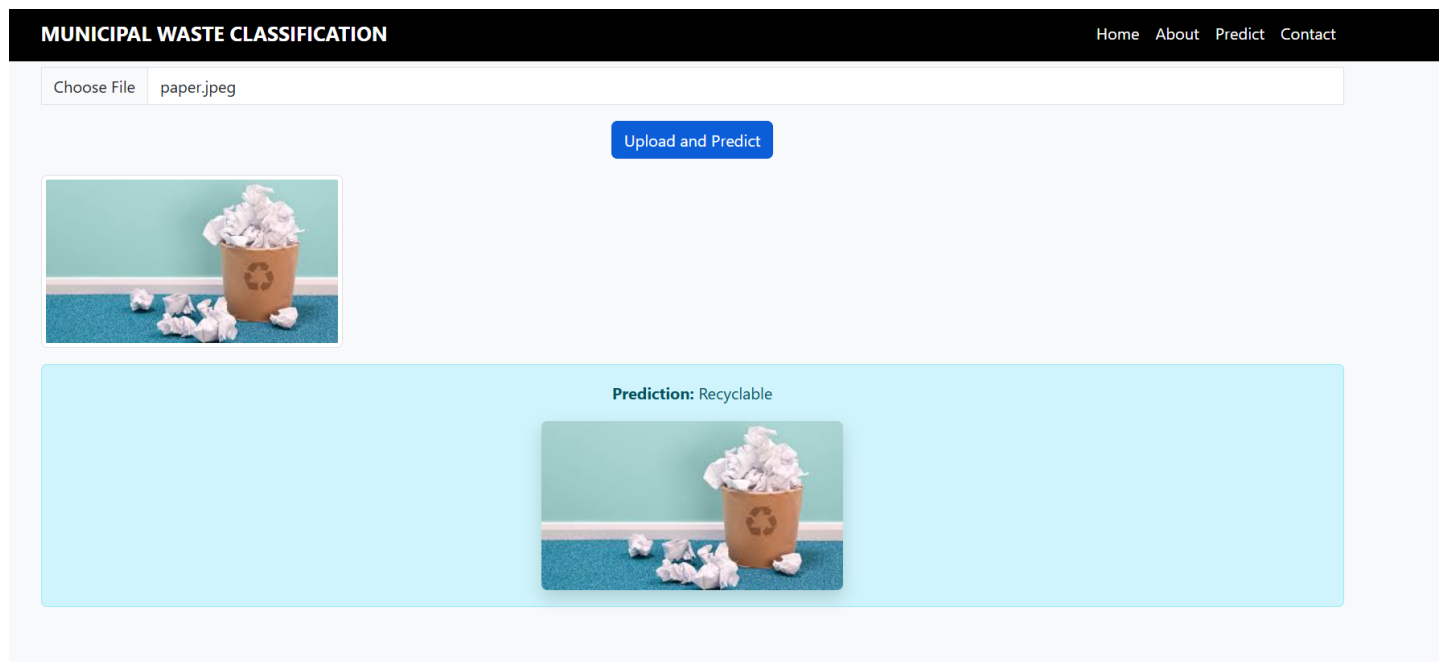 MUNICIPAL WASTE CLASSIFICATION Home About Predict Contact
Choose File paper.jpeg
Upload and Predict
Prediction: Recyclable